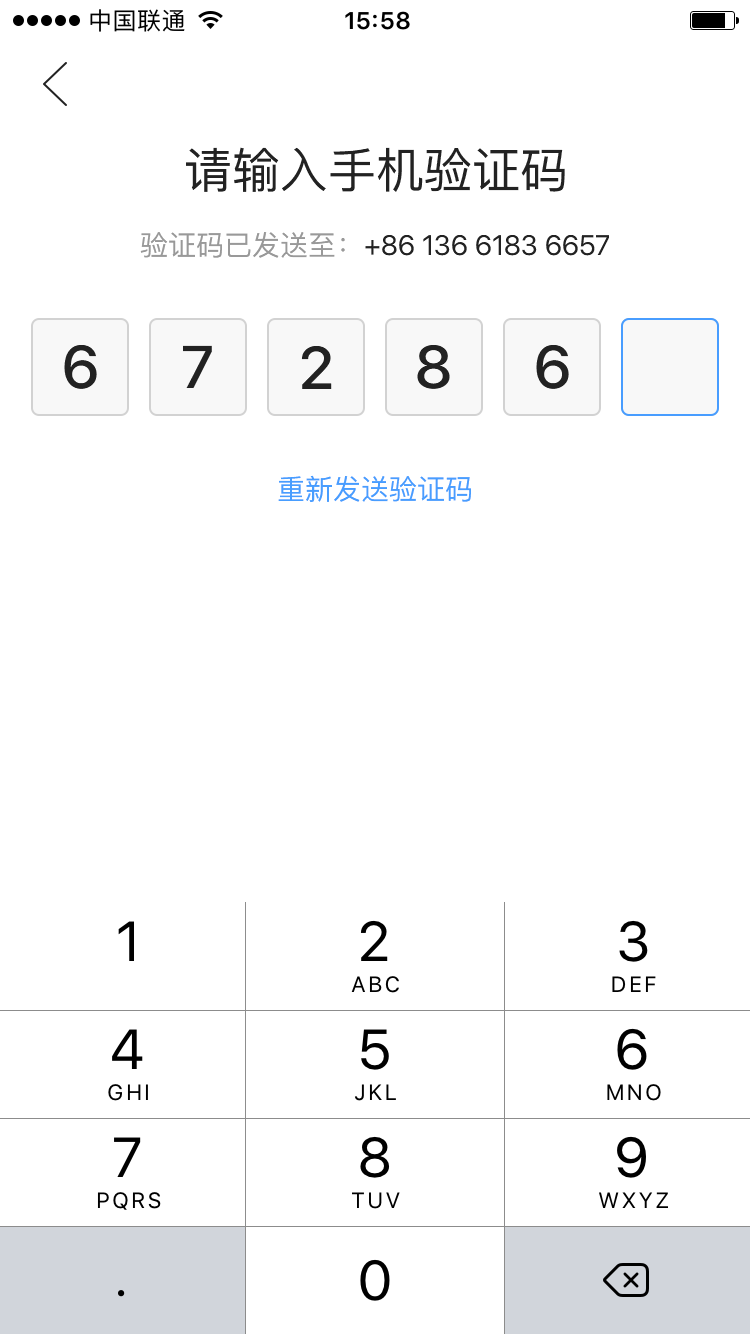 中国联通 15:58
请输入手机验证码
验证码已发送至：+86 136 6183 6657
6 7 2 8 6
重新发送验证码
1 2 3
ABC DEF
4 5 6
GHI JKL MNO
7 8 9
PQRS TUV WXYZ
. 0